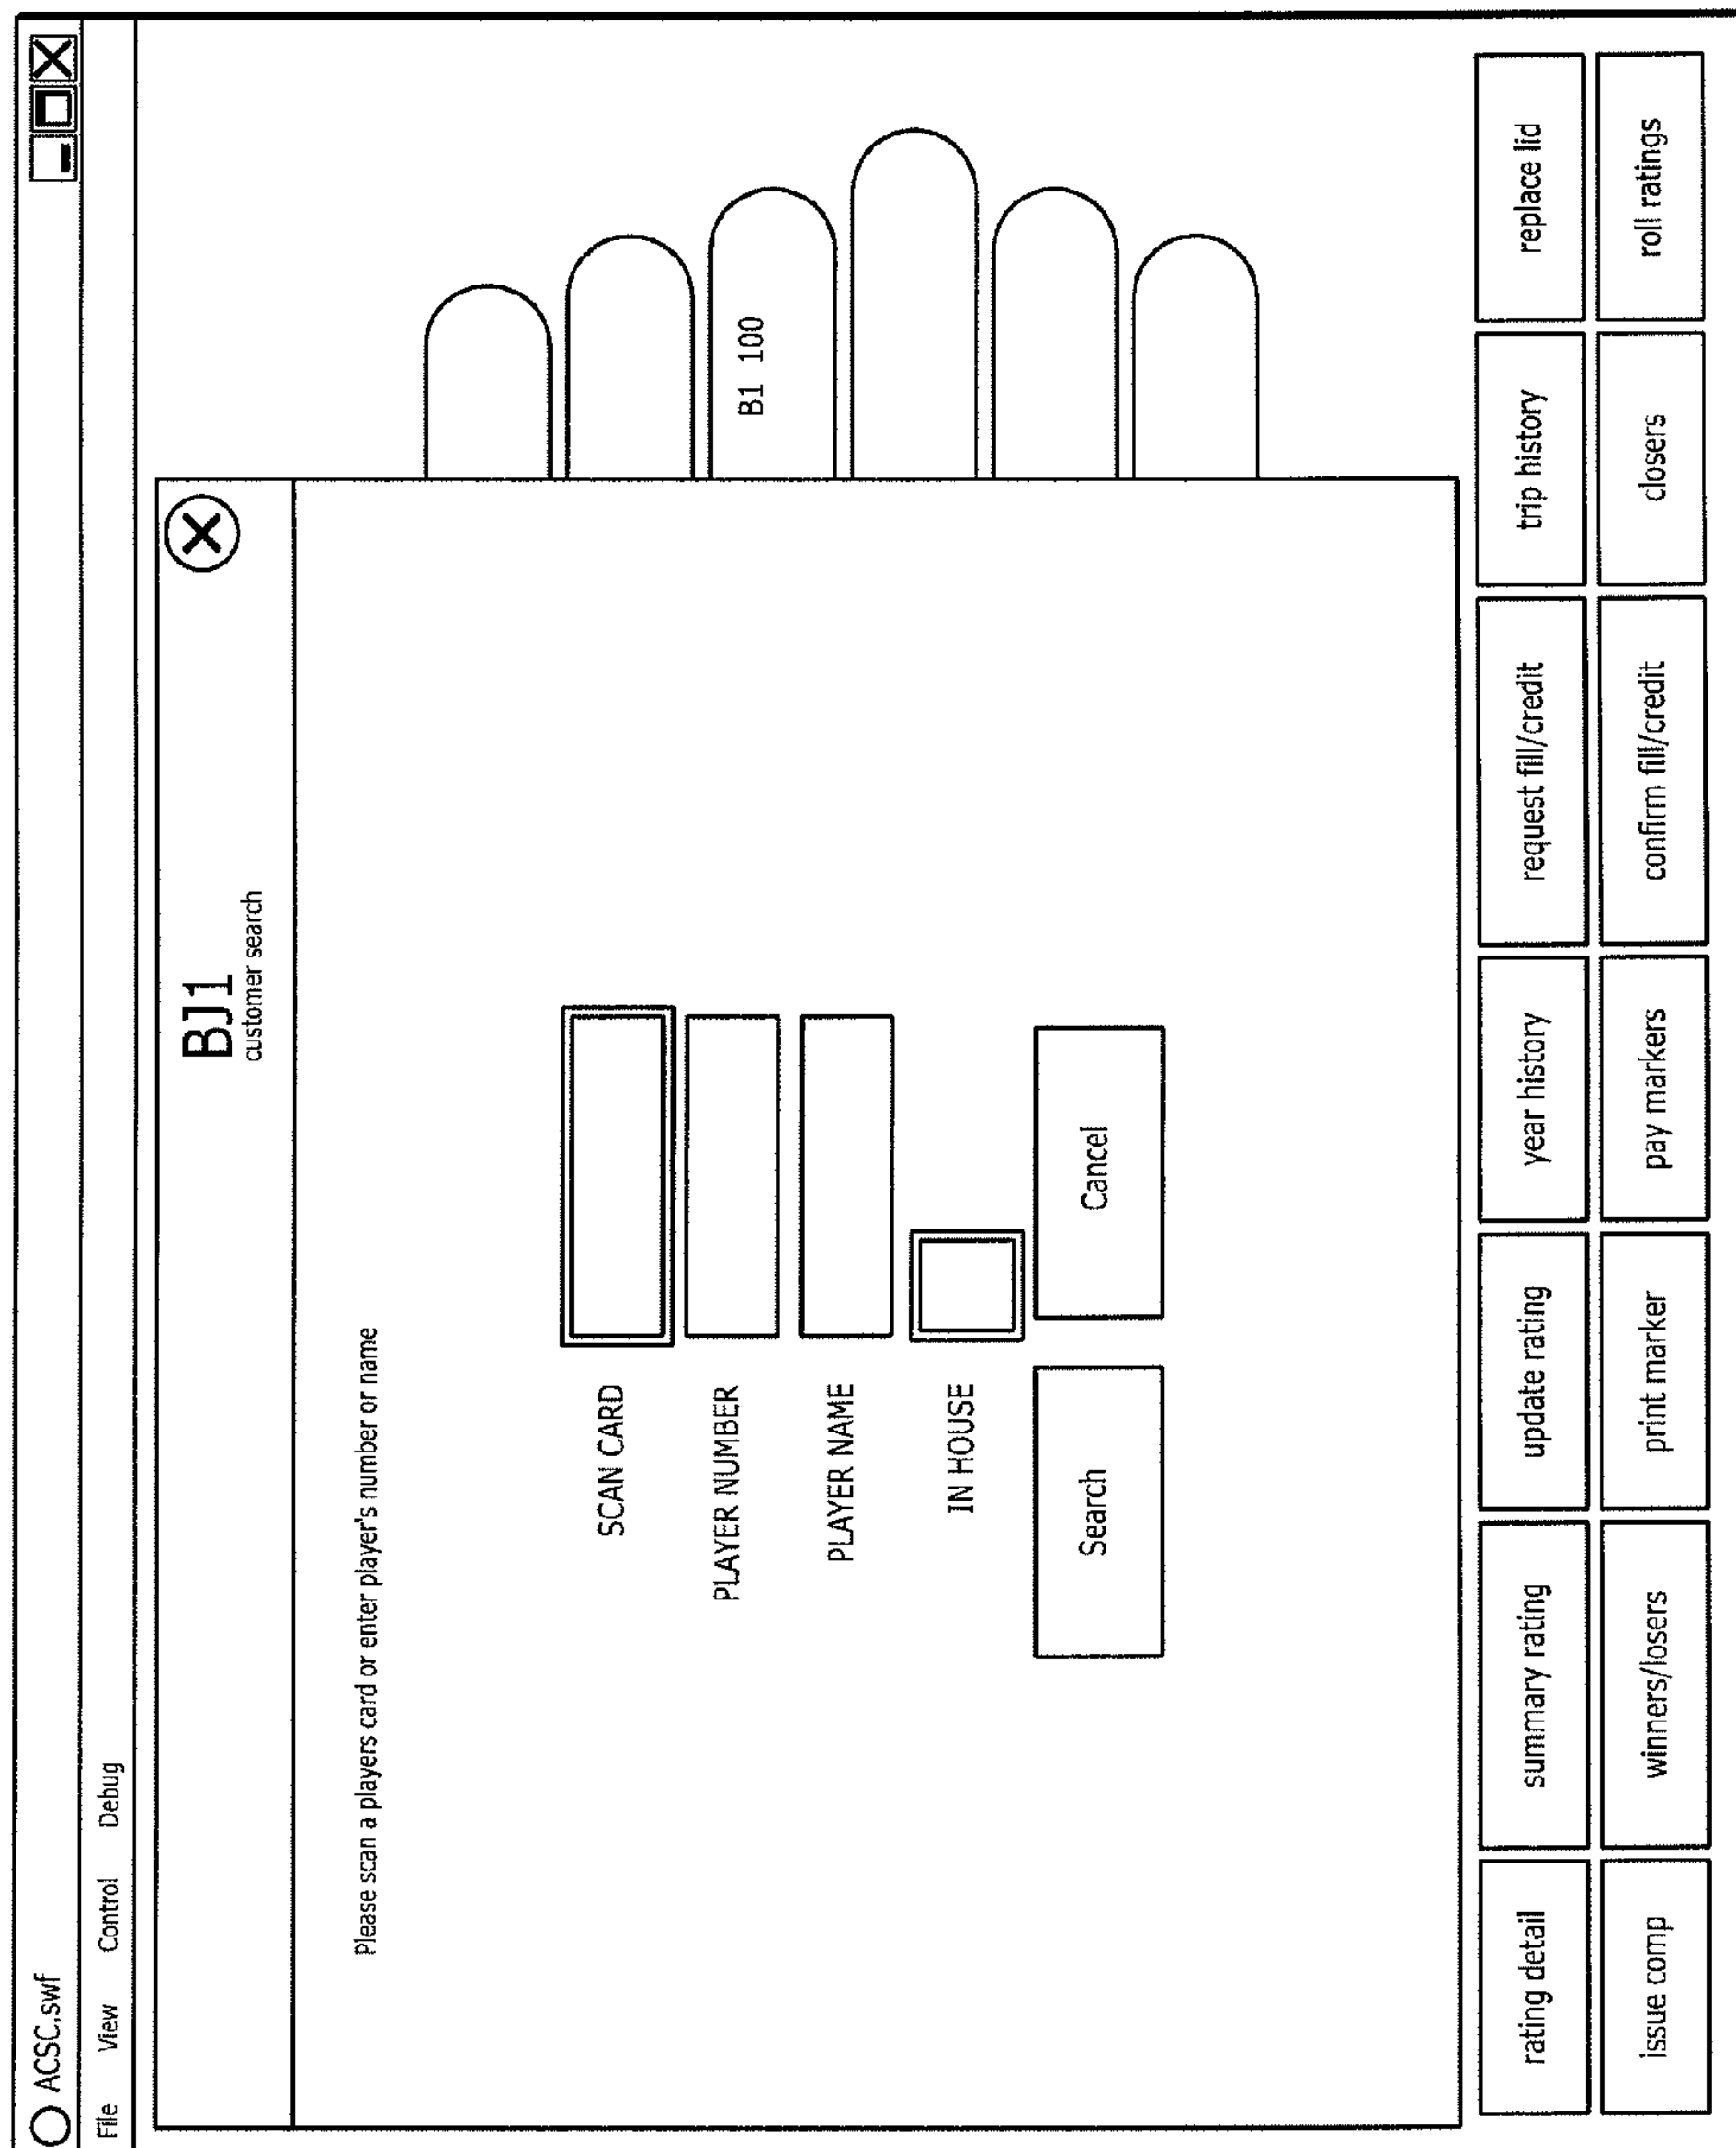 ACSC.swf
File View Control Debug
BJ1
customer search
Please scan a players card or enter player's number or name
SCAN CARD
PLAYER NUMBER
PLAYER NAME
IN HOUSE
Search Cancel
B1 100
rating detail summary rating update rating year history request fill/credit trip history replace lid
issue comp winners/losers print marker pay markers confirm fill/credit closers roll ratings